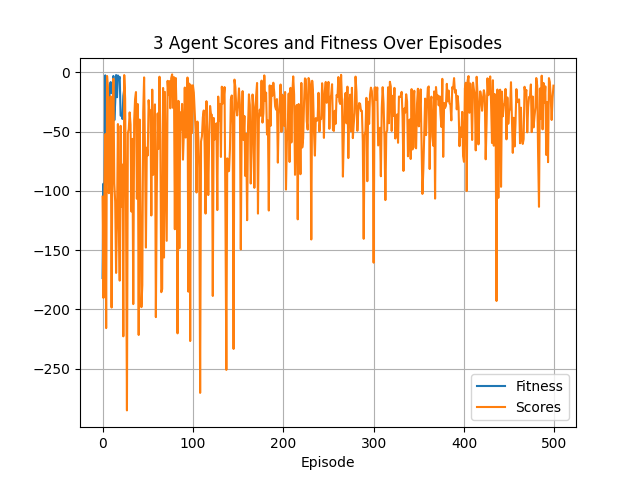 3 Agent Scores and Fitness Over Episodes
0
−50
−100
−150
−200
−250
0 100 200 300 400 500
Episode
Fitness
Scores